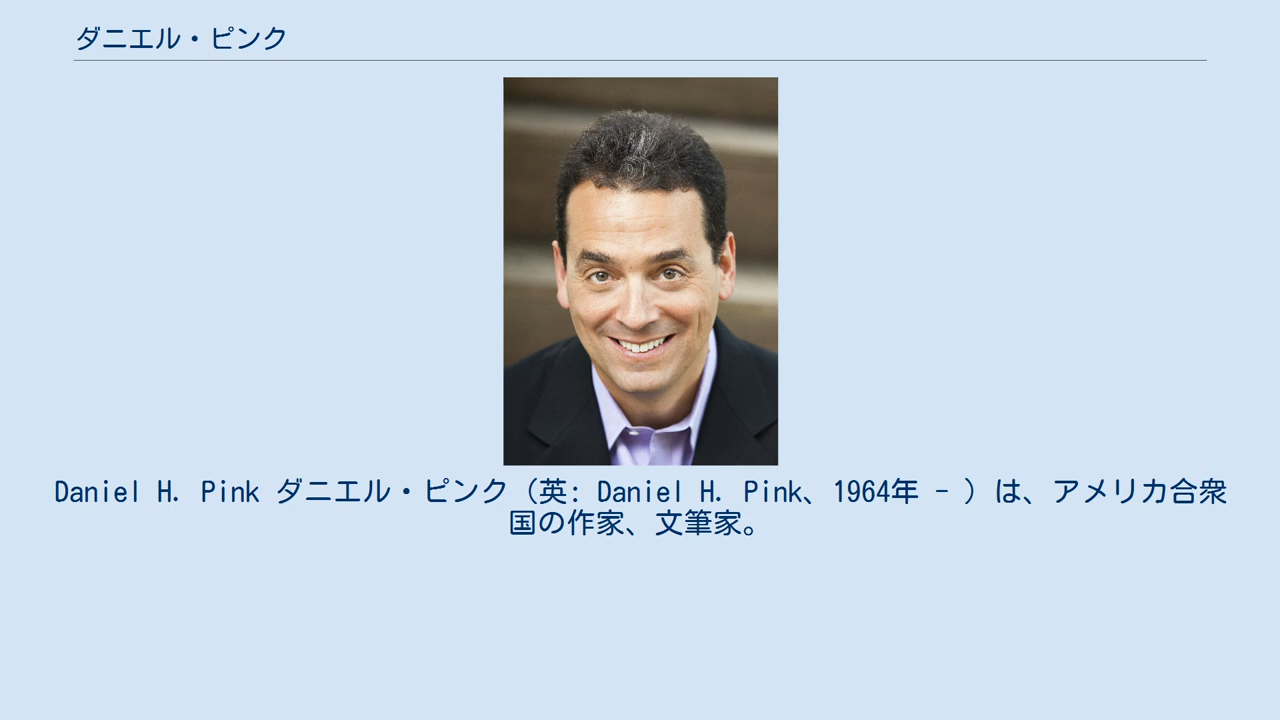 ダニエル・ピンク
Daniel H. Pink ダニエル・ピンク（英: Daniel H. Pink、1964年 - ）は、アメリカ合衆
国の作家、文筆家。